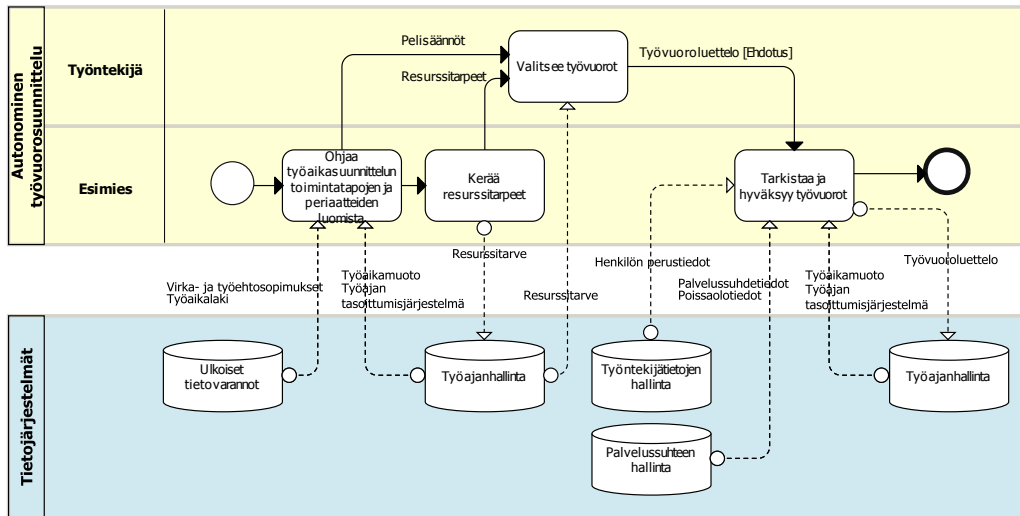 Autonominen
työvuorosuunnittelu
Työntekijä
Pelisäännöt
Resurssitarpeet
Valitsee työvuorot
Työvuoroluettelo [Ehdotus]
Esimies
Ohjaa
työaikasuunnittelun
toimintatapojen ja
periaatteiden
luomista
Kerää
resurssitarpeet
Tarkistaa ja
hyväksyy työvuorot
Virka- ja työehtosopimukset
Työaikalaki
Työaikamuoto
Työajan
tasoittumisjärjestelmä
Resurssitarve
Resurssitarve
Henkilön perustiedot
Palvelussuhdetiedot
Poissaolotiedot
Työaikamuoto
Työajan
tasoittumisjärjestelmä
Työvuoroluettelo
Tietojärjestelmät
Ulkoiset
tietovarannot
Työajanhallinta
Työntekijätietojen
hallinta
Työajanhallinta
Palvelussuhteen
hallinta